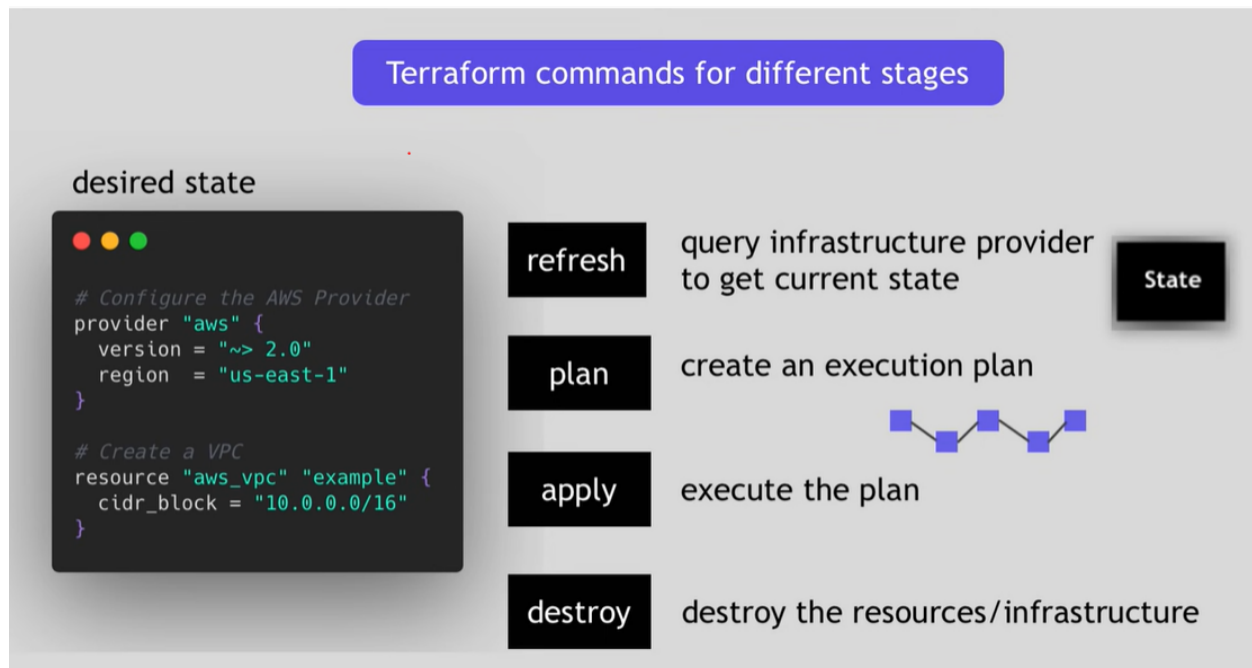 Terraform commands for different stages
desired state
# Configure the AWS Provider
provider "aws" {
  version = "~> 2.0"
  region  = "us-east-1"
}
# Create a VPC
resource "aws_vpc" "example" {
  cidr_block = "10.0.0.0/16"
}
refresh
query infrastructure provider
to get current state
State
plan
create an execution plan
apply
execute the plan
destroy
destroy the resources/infrastructure